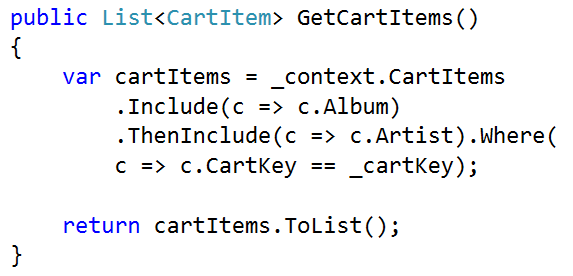 public List<CartItem> GetCartItems()
{
    var cartItems = _context.CartItems
        .Include(c => c.Album)
        .ThenInclude(c => c.Artist).Where(
        c => c.CartKey == _cartKey);

    return cartItems.ToList();
}